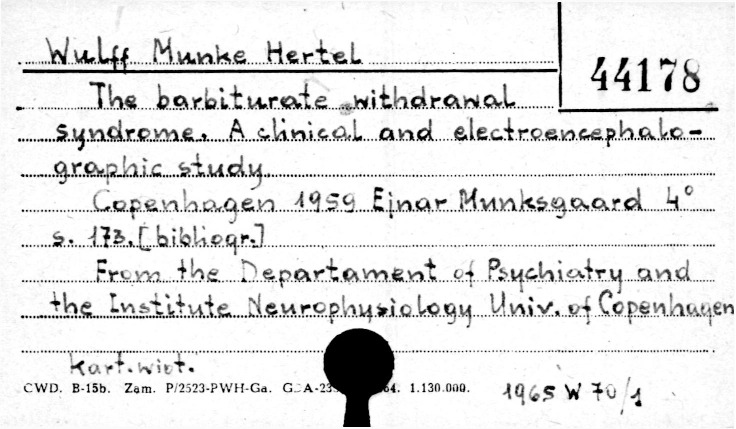 Wulff Munke Hertel
44178
The barbiturate withdrawal
syndrome. A clinical and electroencephalo-
graphic study
Copenhagen 1959 Ejnar Munksgaard 4°
s. 173. [bibliogr.]
From the Departament of Psychiatry and
the Institute Neurophysiology Univ. of Copenhagen
kart. wipt.
CWD. B-15b. Zam. P/2523-PWH-Ga. 64. 1.130.000.
1965 W 70/1